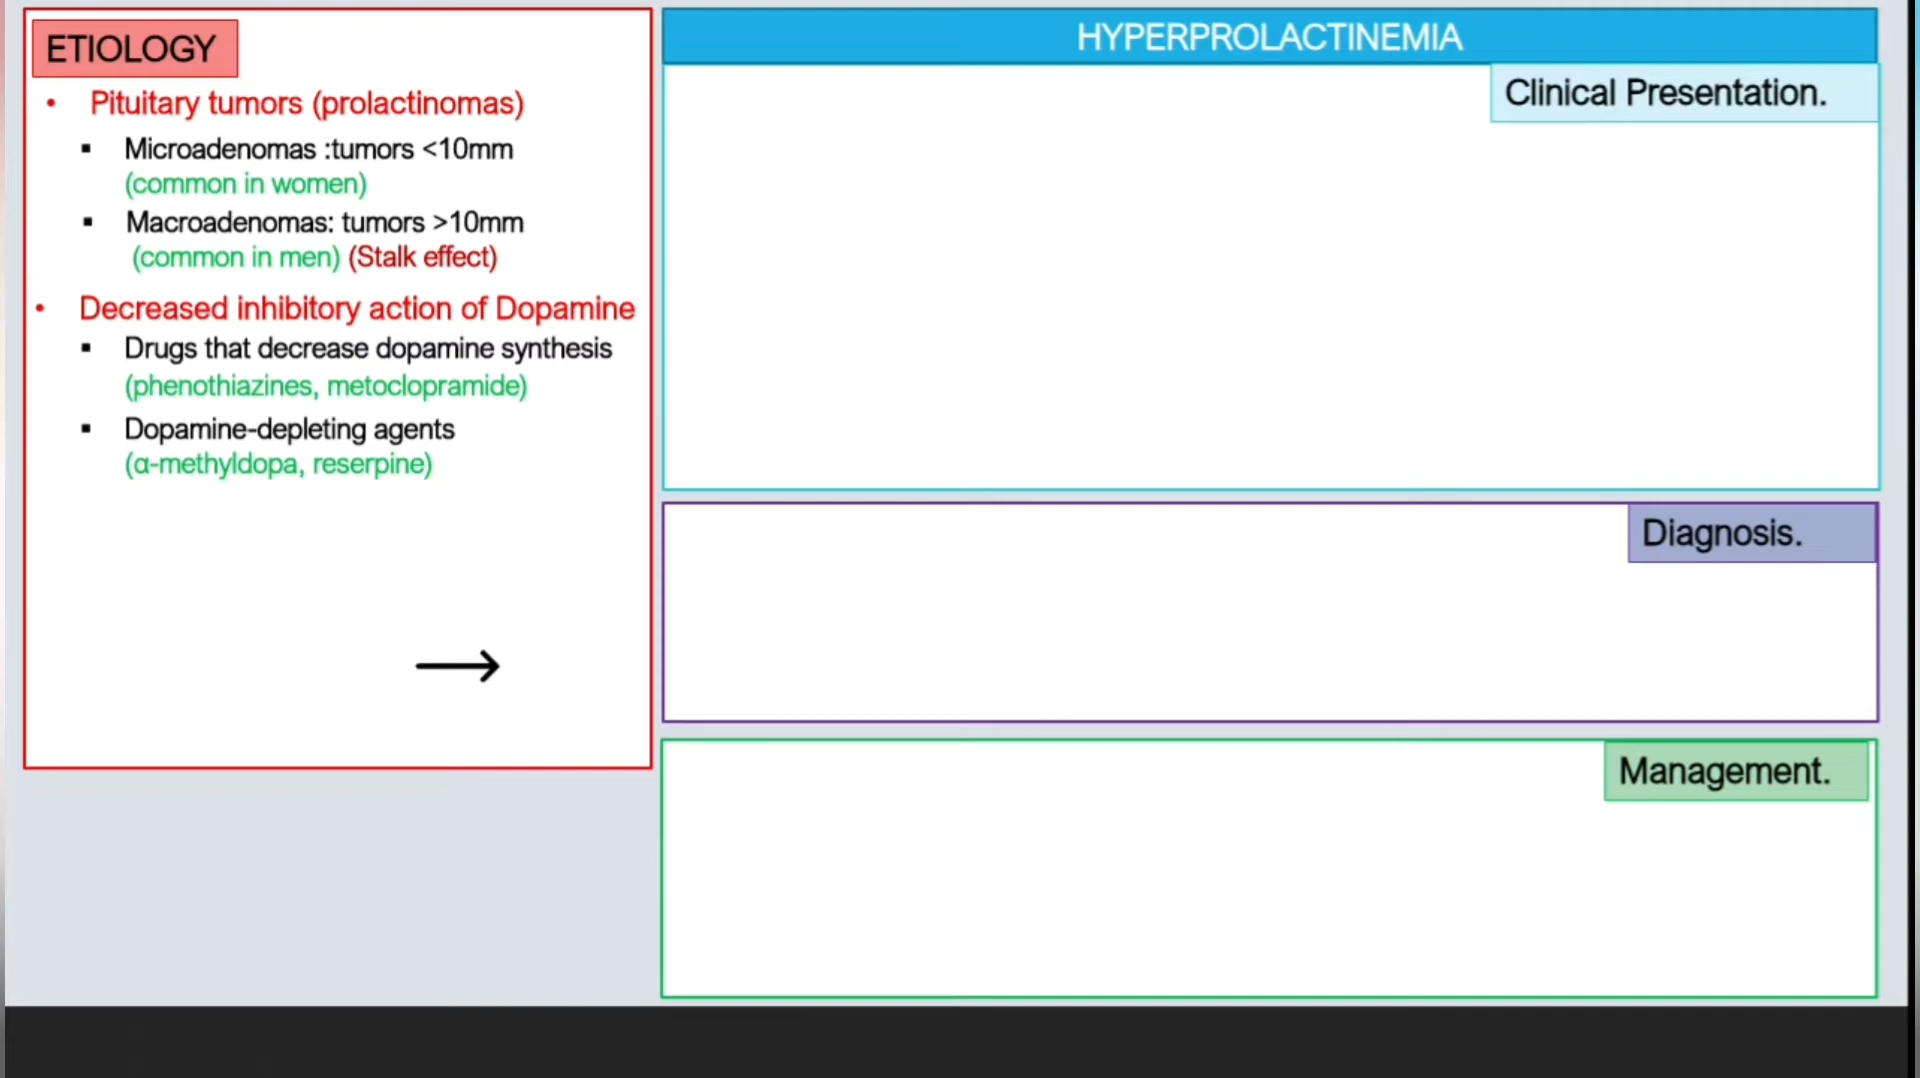 ETIOLOGY
• Pituitary tumors (prolactinomas)
▪ Microadenomas :tumors <10mm
(common in women)
▪ Macroadenomas: tumors >10mm
(common in men) (Stalk effect)
• Decreased inhibitory action of Dopamine
▪ Drugs that decrease dopamine synthesis
(phenothiazines, metoclopramide)
▪ Dopamine-depleting agents
(α-methyldopa, reserpine)
HYPERPROLACTINEMIA
Clinical Presentation.
Diagnosis.
Management.